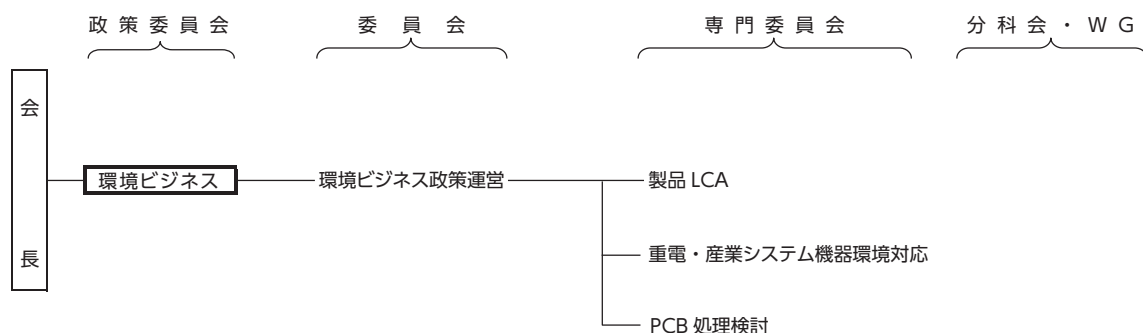 政策委員会 委員会 専門委員会 分科会・WG
会長
環境ビジネス 環境ビジネス政策運営 製品 LCA
重電・産業システム機器環境対応
PCB 処理検討